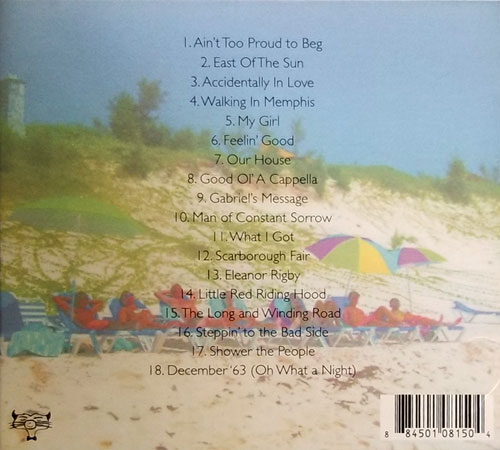 1. Ain't Too Proud to Beg
2. East Of The Sun
3. Accidentally In Love
4. Walking In Memphis
5. My Girl
6. Feelin' Good
7. Our House
8. Good Ol' A Cappella
9. Gabriel's Message
10. Man of Constant Sorrow
11. What I Got
12. Scarborough Fair
13. Eleanor Rigby
14. Little Red Riding Hood
15. The Long and Winding Road
16. Steppin' to the Bad Side
17. Shower the People
18. December '63 (Oh What a Night)
8 84501 08150 4